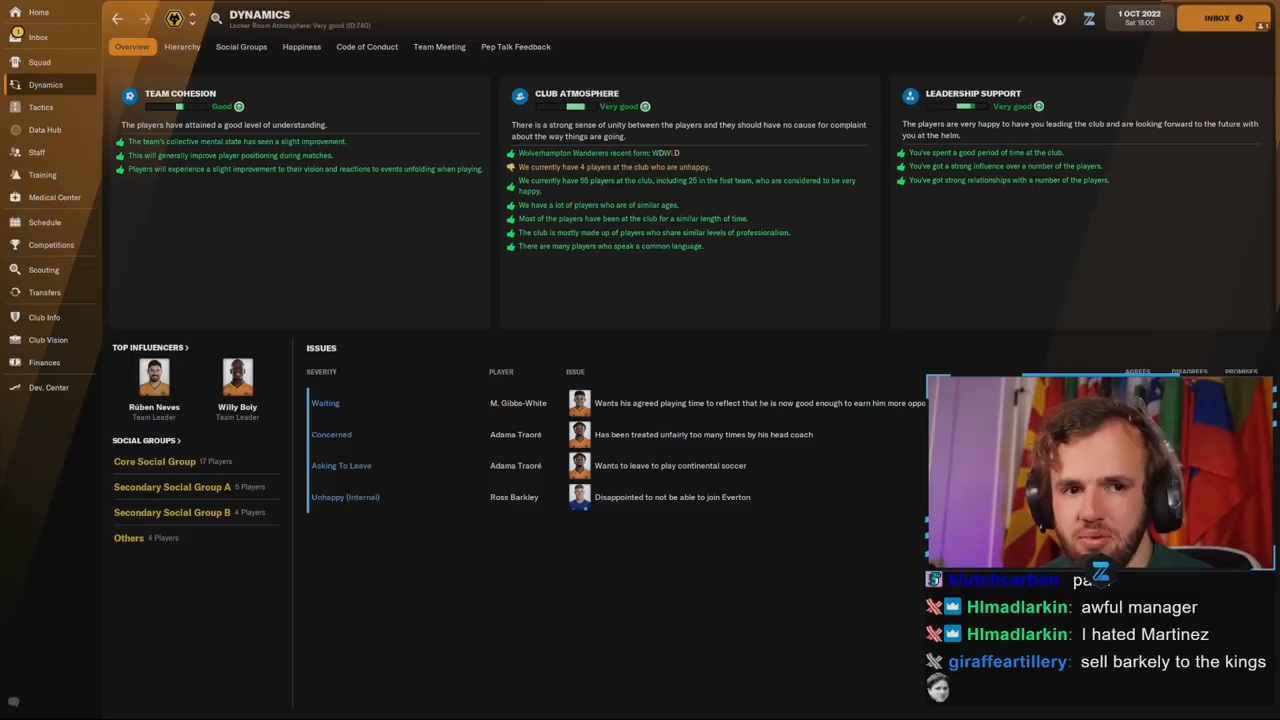 Home
Inbox
Squad
Dynamics
Tactics
Data Hub
Staff
Training
Medical Center
Schedule
Competitions
Scouting
Transfers
Club Info
Club Vision
Finances
Dev. Center
DYNAMICS
Locker Room Atmosphere: Very good (ID:740)
1 OCT 2022
Sat 18:00
INBOX
1
Overview
Hierarchy
Social Groups
Happiness
Code of Conduct
Team Meeting
Pep Talk Feedback
TEAM COHESION
Good
The players have attained a good level of understanding.
The team's collective mental state has seen a slight improvement.
This will generally improve player positioning during matches.
Players will experience a slight improvement to their vision and reactions to events unfolding when playing.
CLUB ATMOSPHERE
Very good
There is a strong sense of unity between the players and they should have no cause for complaint
about the way things are going.
Wolverhampton Wanderers recent form: WDWLD
We currently have 4 players at the club who are unhappy.
We currently have 55 players at the club, including 25 in the first team, who are considered to be very
happy.
We have a lot of players who are of similar ages.
Most of the players have been at the club for a similar length of time.
The club is mostly made up of players who share similar levels of professionalism.
There are many players who speak a common language.
LEADERSHIP SUPPORT
Very good
The players are very happy to have you leading the club and are looking forward to the future with
you at the helm.
You've spent a good period of time at the club.
You've got a strong influence over a number of the players.
You've got strong relationships with a number of the players.
TOP INFLUENCERS >
Rúben Neves
Team Leader
Willy Boly
Team Leader
SOCIAL GROUPS >
Core Social Group 17 Players
Secondary Social Group A 5 Players
Secondary Social Group B 4 Players
Others 4 Players
ISSUES
SEVERITY PLAYER ISSUE AGREES DISAGREES PROMISES
Waiting M. Gibbs-White Wants his agreed playing time to reflect that he is now good enough to earn him more oppo
Concerned Adama Traoré Has been treated unfairly too many times by his head coach
Asking To Leave Adama Traoré Wants to leave to play continental soccer
Unhappy (Internal) Ross Barkley Disappointed to not be able to join Everton
klutchcarbon
HImadlarkin: awful manager
HImadlarkin: I hated Martinez
giraffeartillery: sell barkely to the kings